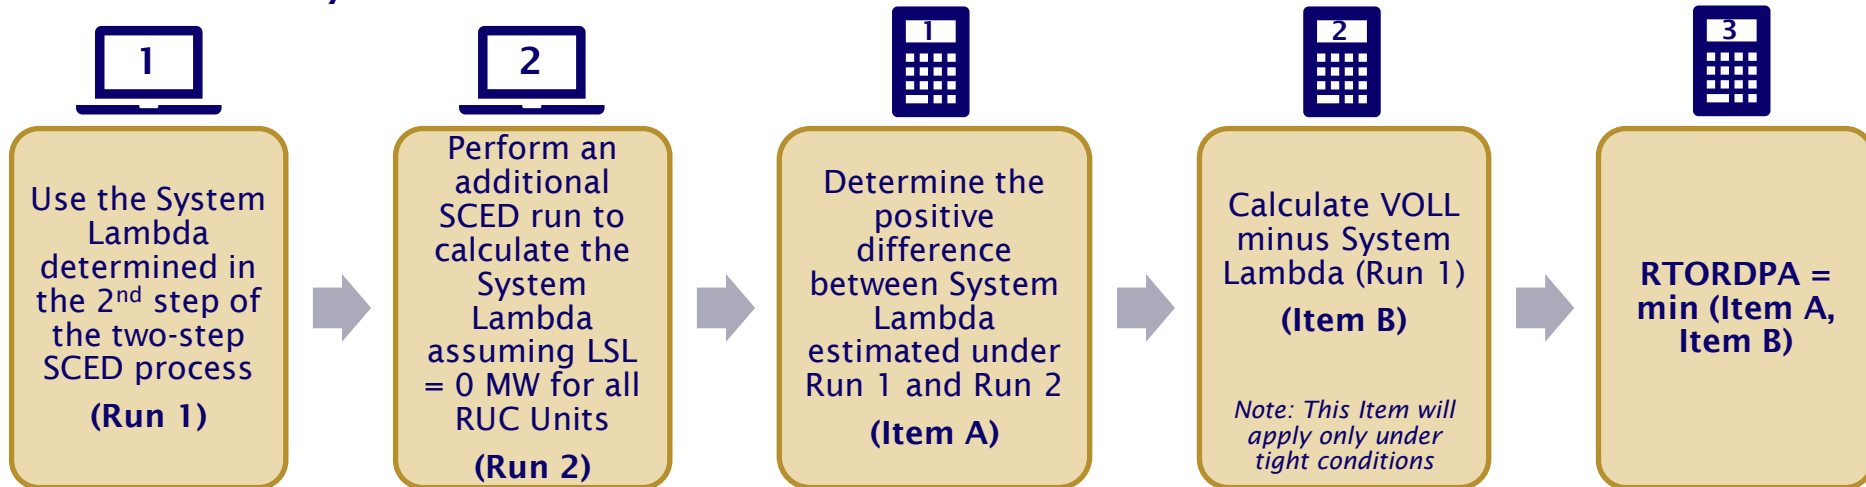 1
Use the System
Lambda
determined in
the 2nd step of
the two-step
SCED process
(Run 1)
2
Perform an
additional
SCED run to
calculate the
System
Lambda
assuming LSL
= 0 MW for all
RUC Units
(Run 2)
1
Determine the
positive
difference
between System
Lambda
estimated under
Run 1 and Run 2
(Item A)
2
Calculate VOLL
minus System
Lambda (Run 1)
(Item B)
Note: This Item will
apply only under
tight conditions
3
RTORDPA =
min (Item A,
Item B)